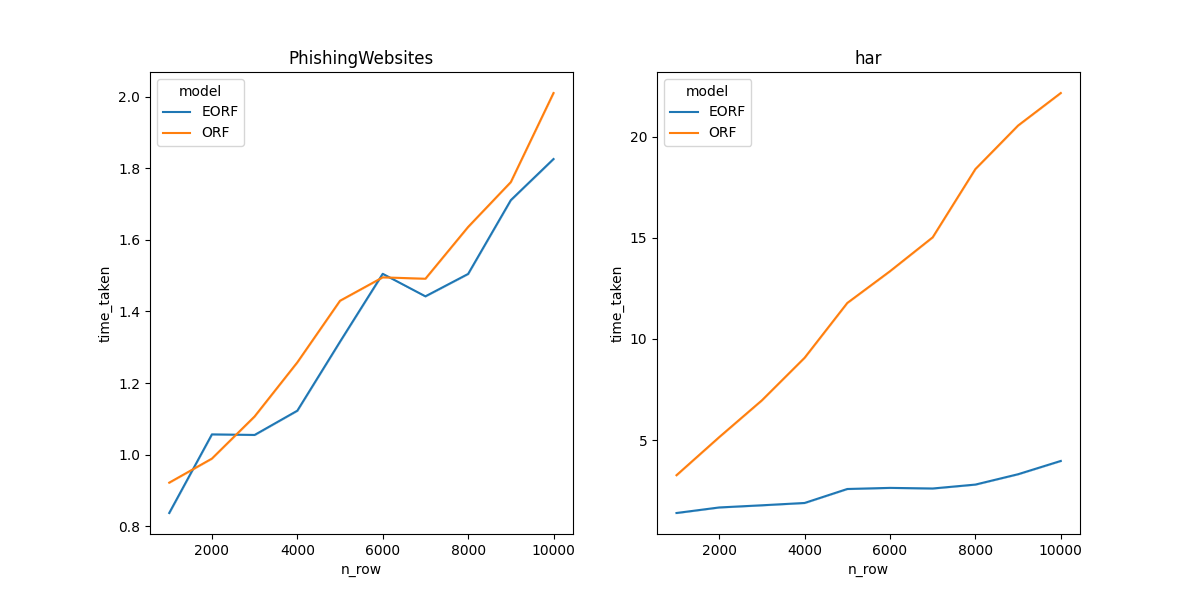 PhishingWebsites
model
EORF
ORF
2.0
1.8
1.6
1.4
1.2
1.0
0.8
time_taken
2000 4000 6000 8000 10000
n_row
har
model
EORF
ORF
20
15
10
5
time_taken
2000 4000 6000 8000 10000
n_row